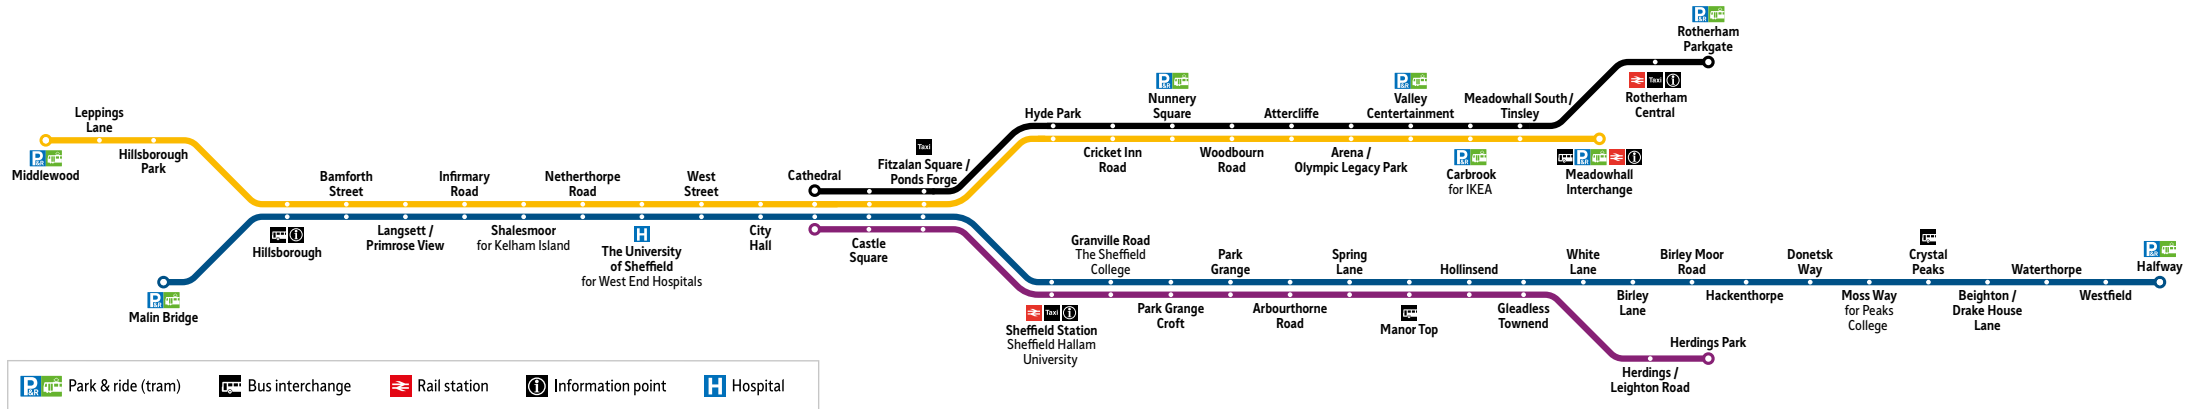 Rotherham
Parkgate
Leppings
Lane
Hillsborough
Park
Middlewood
Bamforth
Street
Infirmary
Road
Netherthorpe
Road
West
Street
Cathedral
Taxi
Fitzalan Square /
Ponds Forge
Hillsborough
Langsett /
Primrose View
Shalesmoor
for Kelham Island
H
The University
of Sheffield
for West End Hospitals
City
Hall
Castle
Square
P&R
Malin Bridge
Hyde Park
Nunnery
Square
Attercliffe
Valley
Centertainment
Meadowhall South /
Tinsley
Taxi
Rotherham
Central
Cricket Inn
Road
Woodbourn
Road
Arena /
Olympic Legacy Park
Carbrook
for IKEA
Meadowhall
Interchange
Granville Road
The Sheffield
College
Park
Grange
Spring
Lane
Hollinsend
White
Lane
Birley Moor
Road
Donetsk
Way
Crystal
Peaks
Waterthorpe
P&R
Halfway
Taxi
Sheffield Station
Sheffield Hallam
University
Park Grange
Croft
Arbourthorne
Road
Manor Top
Gleadless
Townend
Birley
Lane
Hackenthorpe
Moss Way
for Peaks
College
Beighton /
Drake House
Lane
Westfield
Herdings Park
Herdings /
Leighton Road
P&R Park & ride (tram)
Bus interchange
Rail station
i Information point
H Hospital